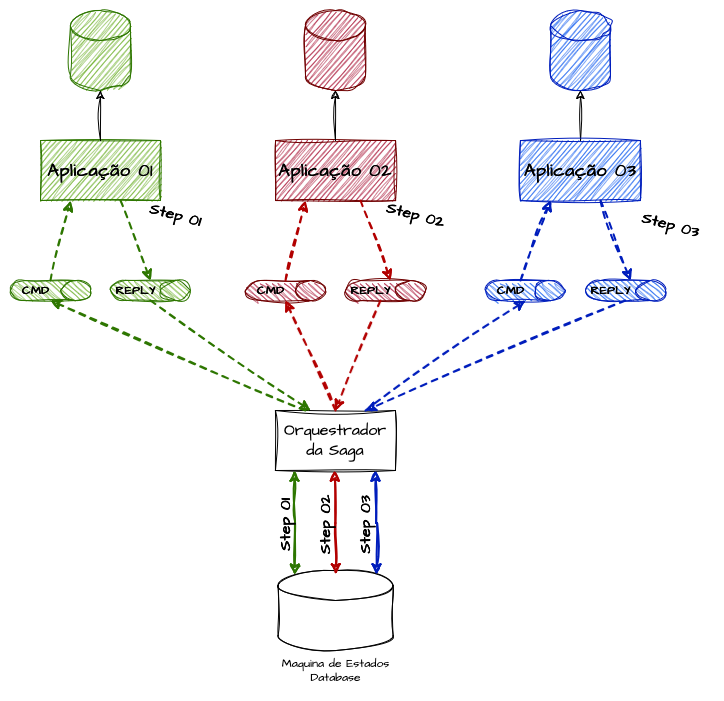 Aplicação 01
Aplicação 02
Aplicação 03
Step 01
Step 02
Step 03
CMD
REPLY
CMD
REPLY
CMD
REPLY
Orquestrador
da Saga
Step 01
Step 02
Step 03
Maquina de Estados
Database